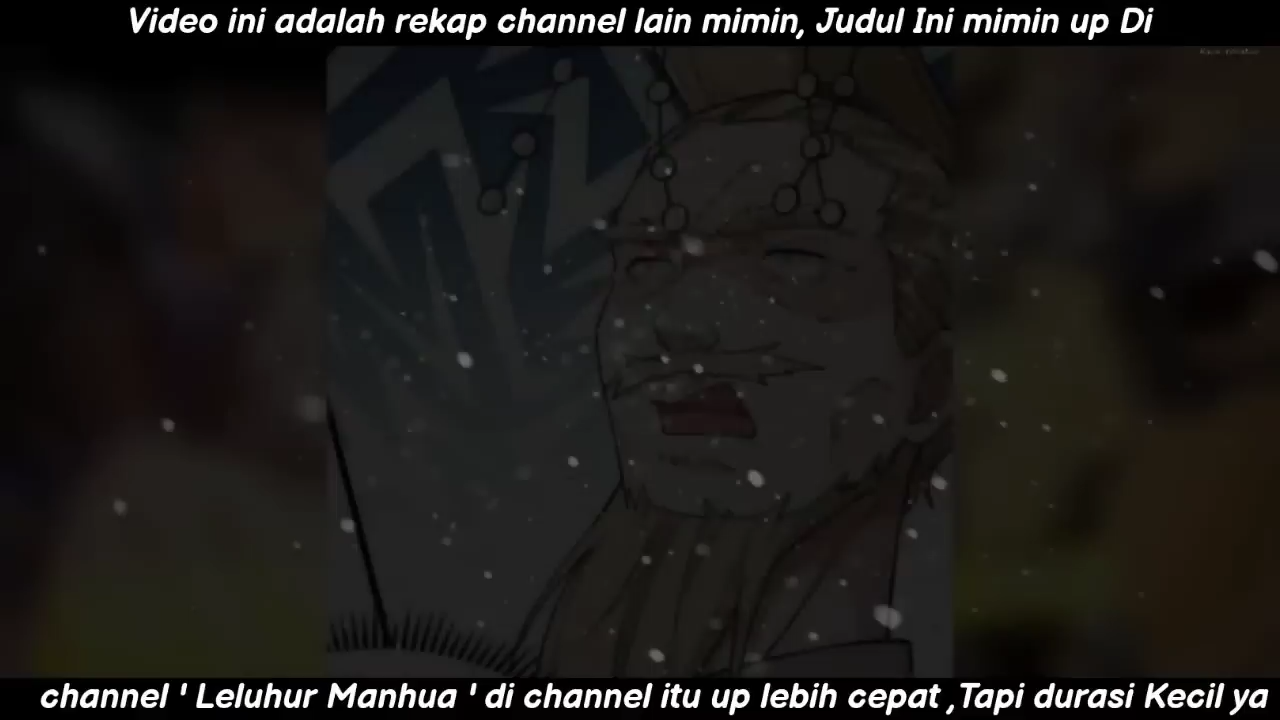 Video ini adalah rekap channel lain mimin, Judul Ini mimin up Di
channel ' Leluhur Manhua ' di channel itu up lebih cepat ,Tapi durasi Kecil ya